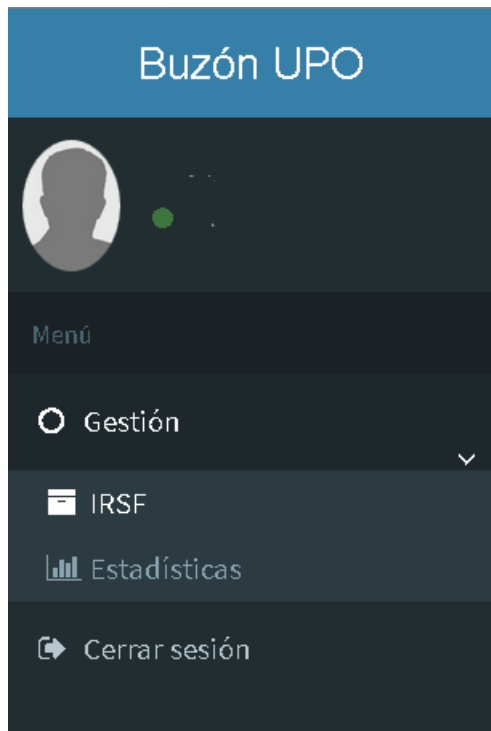 Buzón UPO
Menú
Gestión
IRSF
Estadísticas
Cerrar sesión